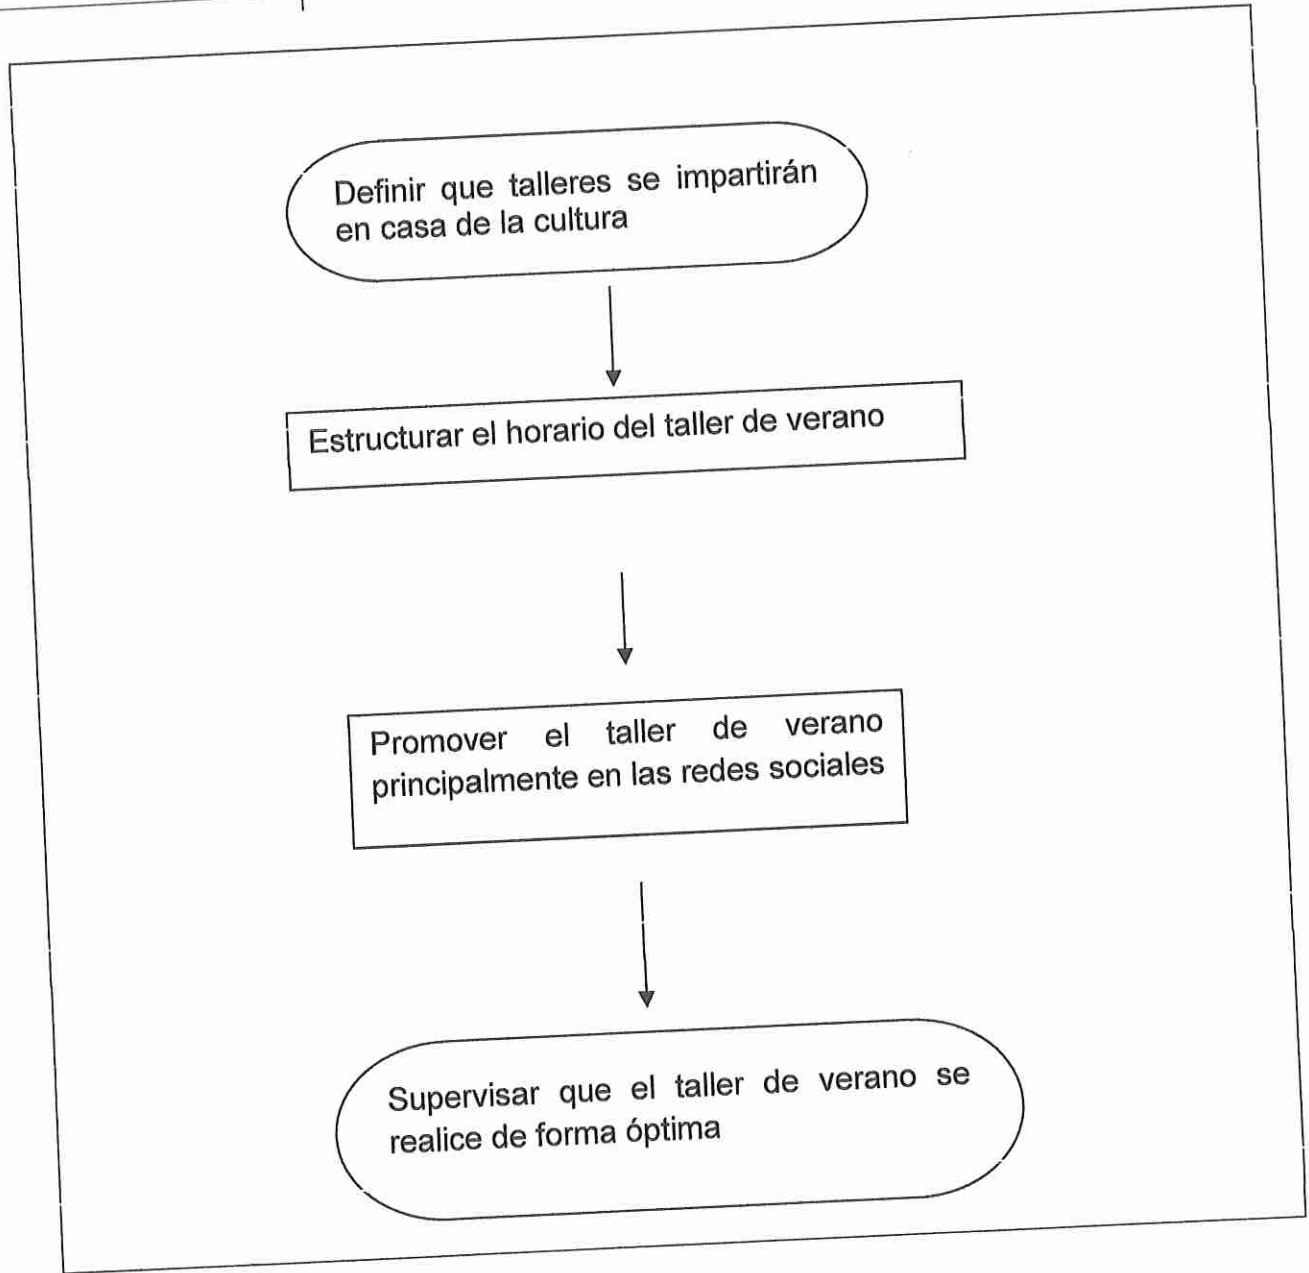 Definir que talleres se impartirán
en casa de la cultura
Estructurar el horario del taller de verano
Promover el taller de verano
principalmente en las redes sociales
Supervisar que el taller de verano se
realice de forma óptima